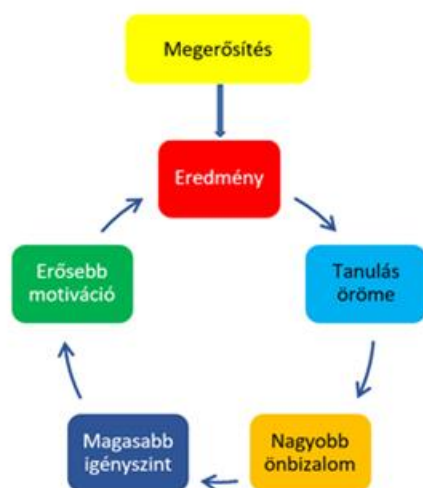 Megerősítés
Eredmény
Tanulás
öröme
Nagyobb
önbizalom
Magasabb
igényszint
Erősebb
motiváció